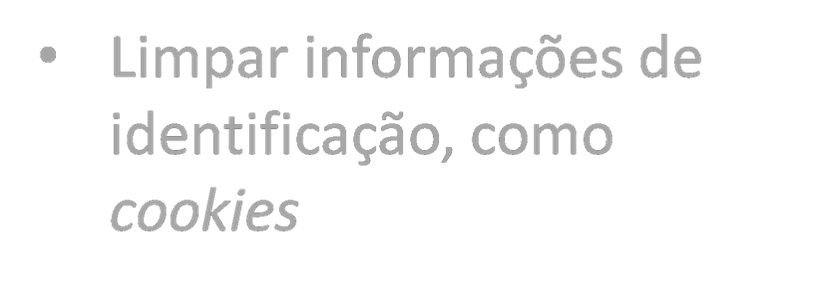 • Limpar informações de
identificação, como
cookies